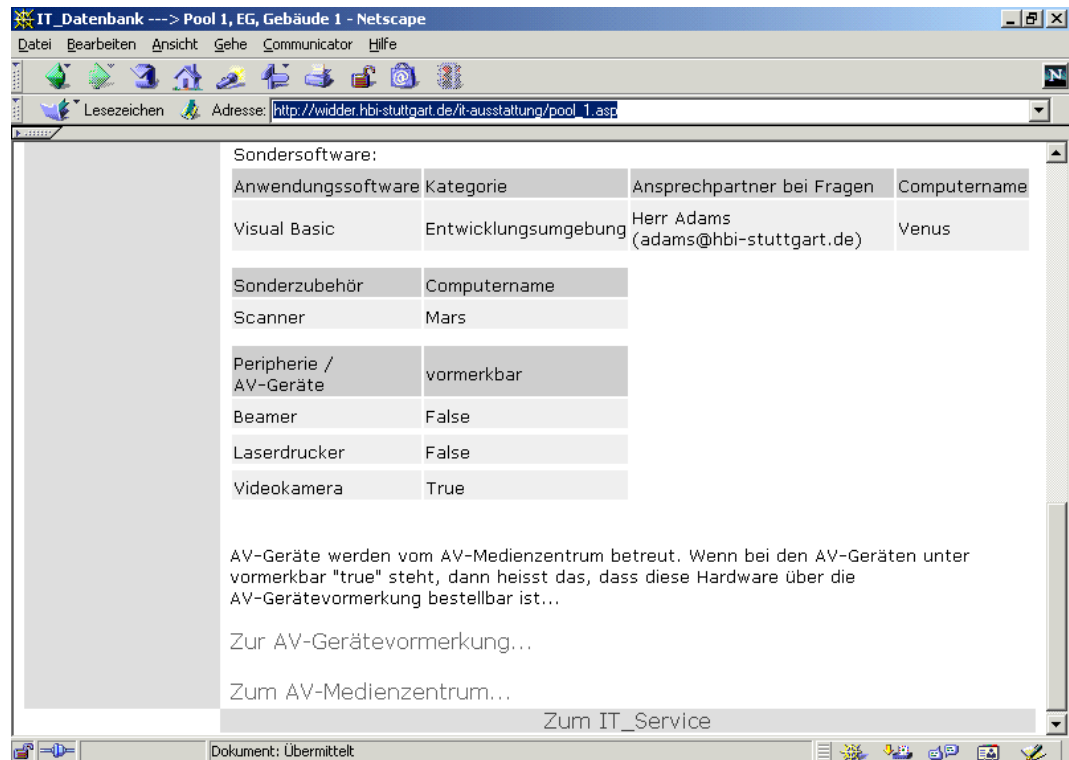 IT_Datenbank ---> Pool 1, EG, Gebäude 1 - Netscape
Datei Bearbeiten Ansicht Gehe Communicator Hilfe
N
Lesezeichen Adresse: http://widder.hbi-stuttgart.de/it-ausstattung/pool_1.asp
Sondersoftware:
Anwendungssoftware Kategorie Ansprechpartner bei Fragen Computername
Visual Basic Entwicklungsumgebung Herr Adams
(adams@hbi-stuttgart.de) Venus
Sonderzubehör Computername
Scanner Mars
Peripherie /
AV-Geräte vormerkbar
Beamer False
Laserdrucker False
Videokamera True
AV-Geräte werden vom AV-Medienzentrum betreut. Wenn bei den AV-Geräten unter
vormerkbar "true" steht, dann heisst das, dass diese Hardware über die
AV-Gerätevormerkung bestellbar ist...
Zur AV-Gerätevormerkung...
Zum AV-Medienzentrum...
Zum IT_Service
Dokument: Übermittelt